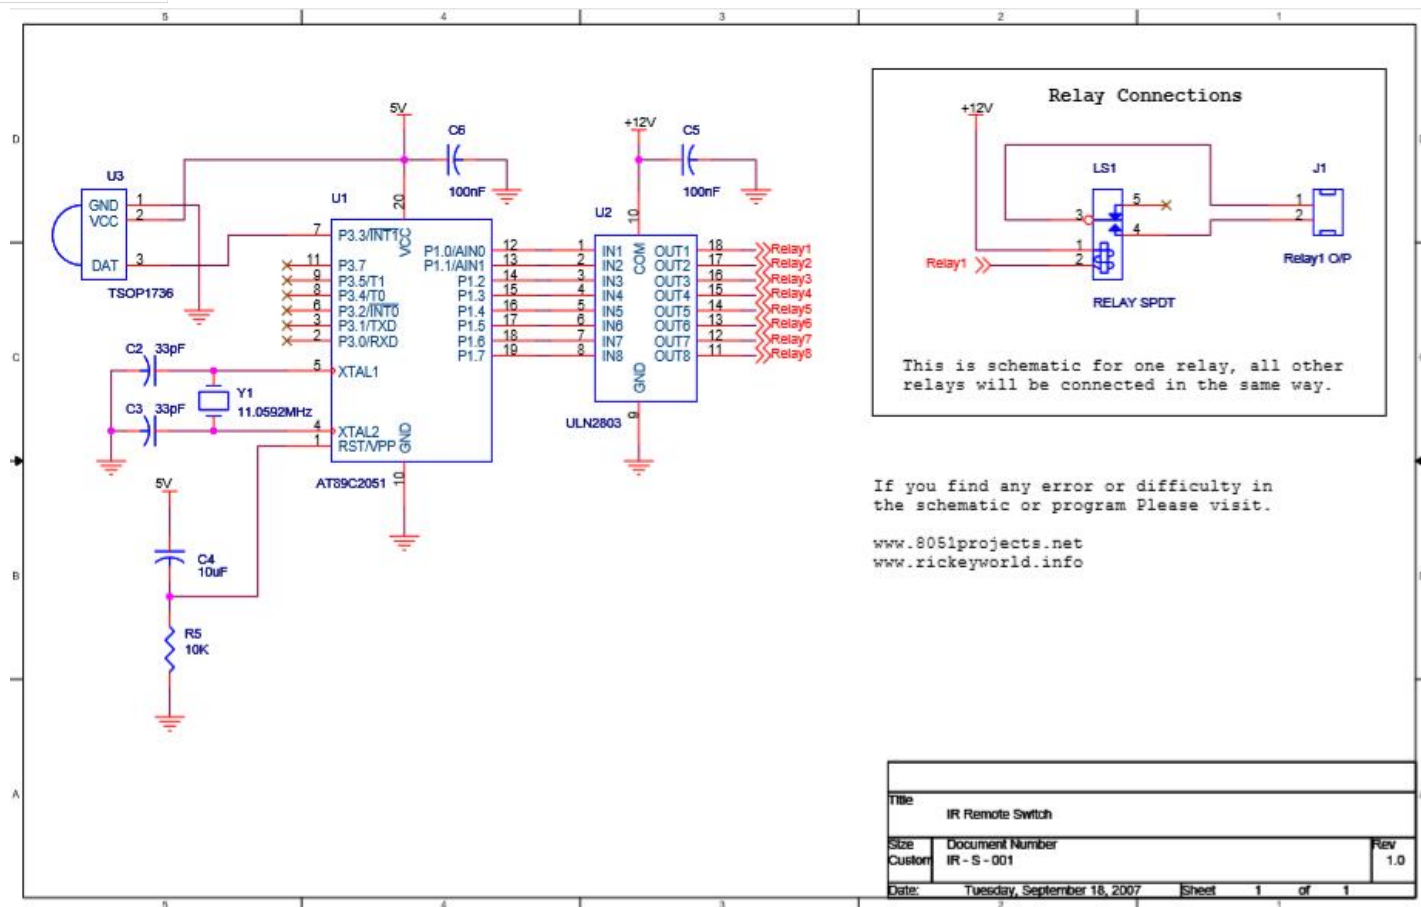 5 4 3 2 1
D
C
B
A
5V
C6
100nF
+12V
C5
100nF
U3
GND 1
VCC 2
DAT 3
TSOP1736
U1
20
VCC
7 P3.3/INT1
11 P3.7
9 P3.5/T1
8 P3.4/T0
6 P3.2/INT0
3 P3.1/TXD
2 P3.0/RXD
5 XTAL1
4 XTAL2
1 RST/VPP
GND
10
P1.0/AIN0 12
P1.1/AIN1 13
P1.2 14
P1.3 15
P1.4 16
P1.5 17
P1.6 18
P1.7 19
AT89C2051
U2
10
COM
1 IN1
2 IN2
3 IN3
4 IN4
5 IN5
6 IN6
7 IN7
8 IN8
OUT1 18 Relay1
OUT2 17 Relay2
OUT3 16 Relay3
OUT4 15 Relay4
OUT5 14 Relay5
OUT6 13 Relay6
OUT7 12 Relay7
OUT8 11 Relay8
GND
9
ULN2803
C2 33pF
Y1
11.0592MHz
C3 33pF
5V
C4
10uF
R5
10K
Relay Connections
+12V
LS1
J1
3
5
4
1
2
Relay1
1
2
Relay1 O/P
RELAY SPDT
This is schematic for one relay, all other
relays will be connected in the same way.
If you find any error or difficulty in
the schematic or program Please visit.
www.8051projects.net
www.rickeyworld.info
Title
IR Remote Switch
Size Document Number Rev
Custom IR - S - 001 1.0
Date: Tuesday, September 18, 2007 Sheet 1 of 1
5 4 3 2 1